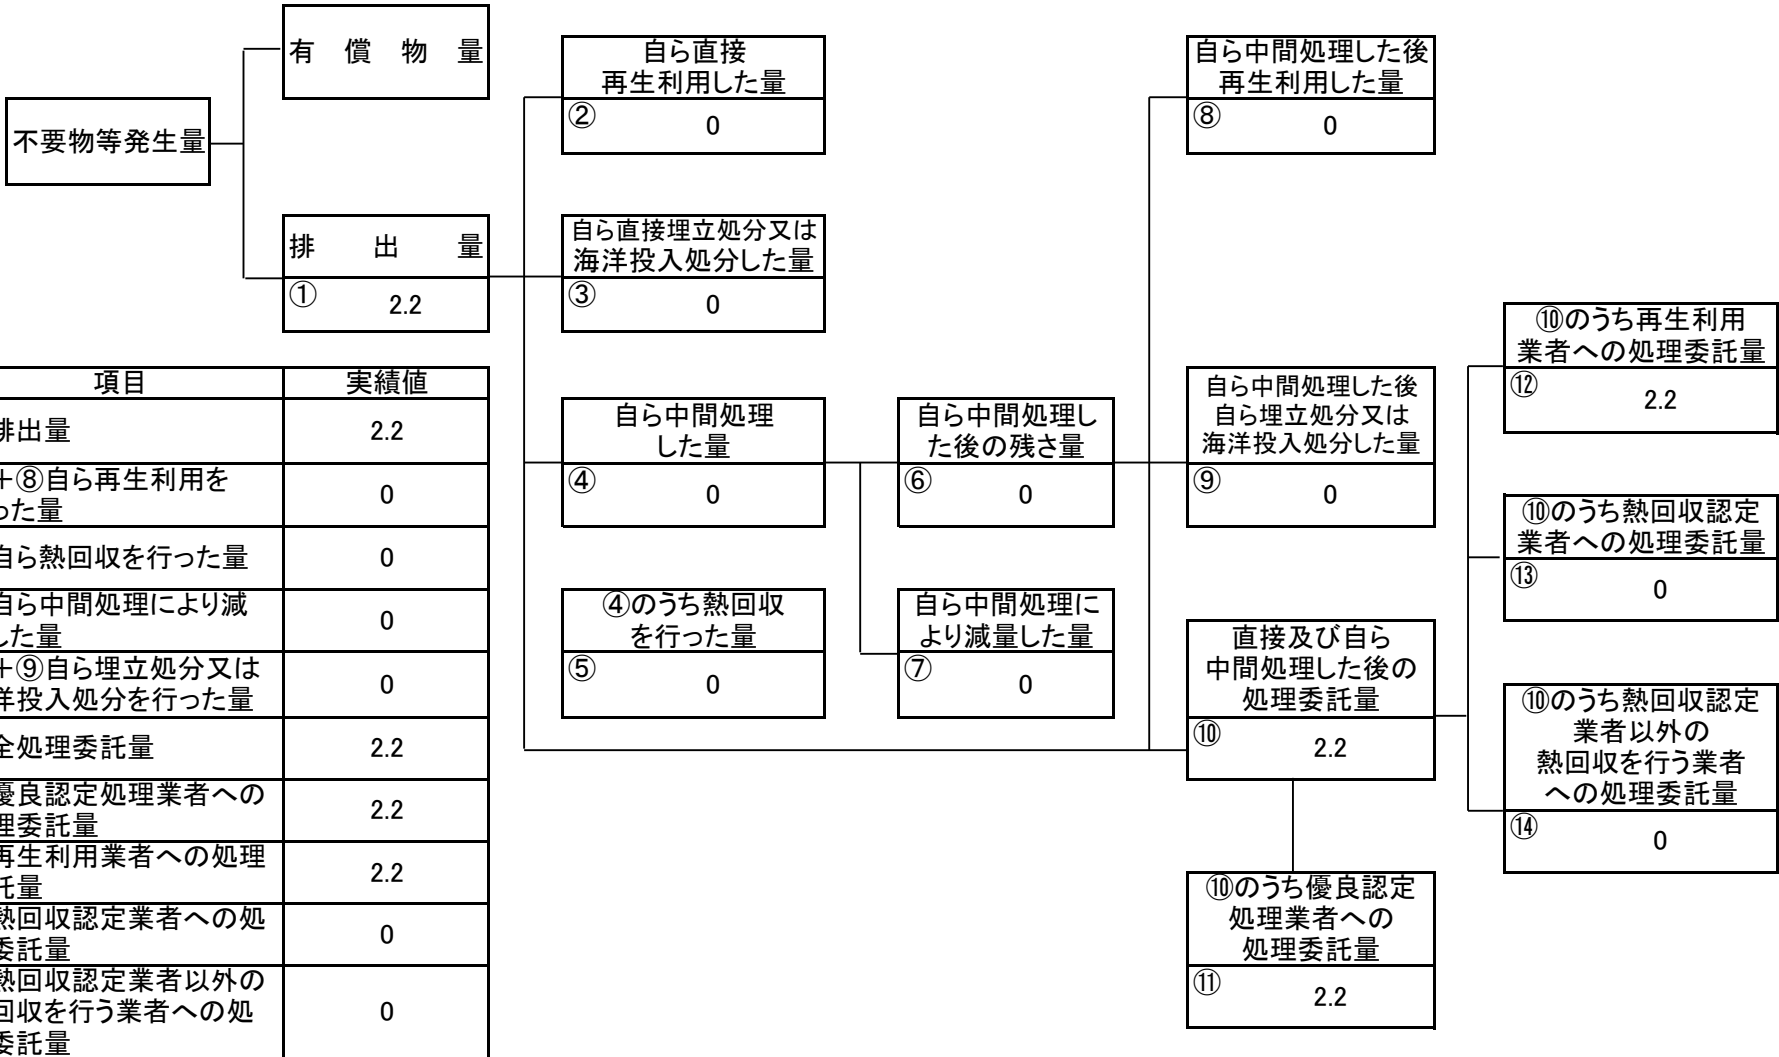 有償物量
不要物等発生量
排出量
①
2.2
自ら直接
再生利用した量
②
0
自ら直接埋立処分又は
海洋投入処分した量
③
0
自ら中間処理
した量
④
0
④のうち熱回収
を行った量
⑤
0
自ら中間処理し
た後の残さ量
⑥
0
自ら中間処理に
より減量した量
⑦
0
自ら中間処理した後
再生利用した量
⑧
0
自ら中間処理した後
自ら埋立処分又は
海洋投入処分した量
⑨
0
直接及び自ら
中間処理した後の
処理委託量
⑩
2.2
⑩のうち優良認定
処理業者への
処理委託量
⑪
2.2
⑩のうち再生利用
業者への処理委託量
⑫
2.2
⑩のうち熱回収認定
業者への処理委託量
⑬
0
⑩のうち熱回収認定
業者以外の
熱回収を行う業者
への処理委託量
⑭
0
項目 実績値
排出量 2.2
+⑧自ら再生利用を
った量 0
自ら熱回収を行った量 0
自ら中間処理により減
した量 0
+⑨自ら埋立処分又は
洋投入処分を行った量 0
全処理委託量 2.2
優良認定処理業者への
理委託量 2.2
再生利用業者への処理
託量 2.2
熱回収認定業者への処
委託量 0
熱回収認定業者以外の
回収を行う業者への処
委託量 0